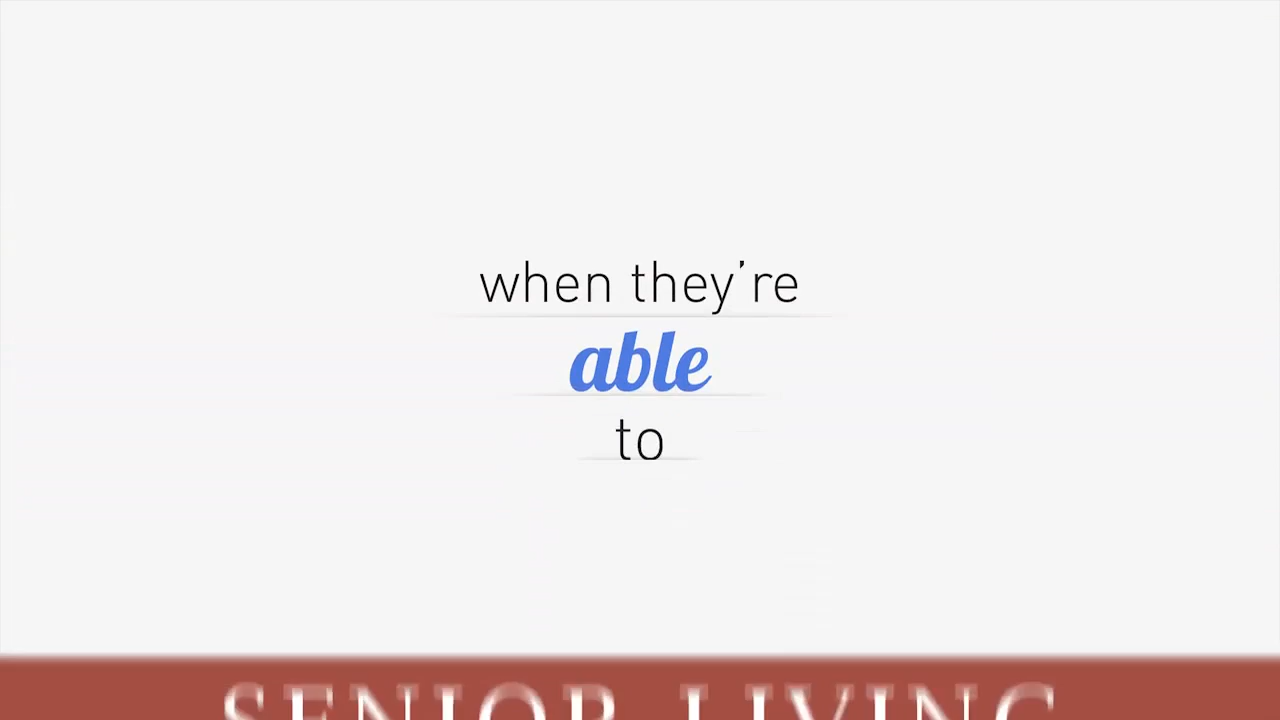 when they’re
able
to
SENIOR LIVING